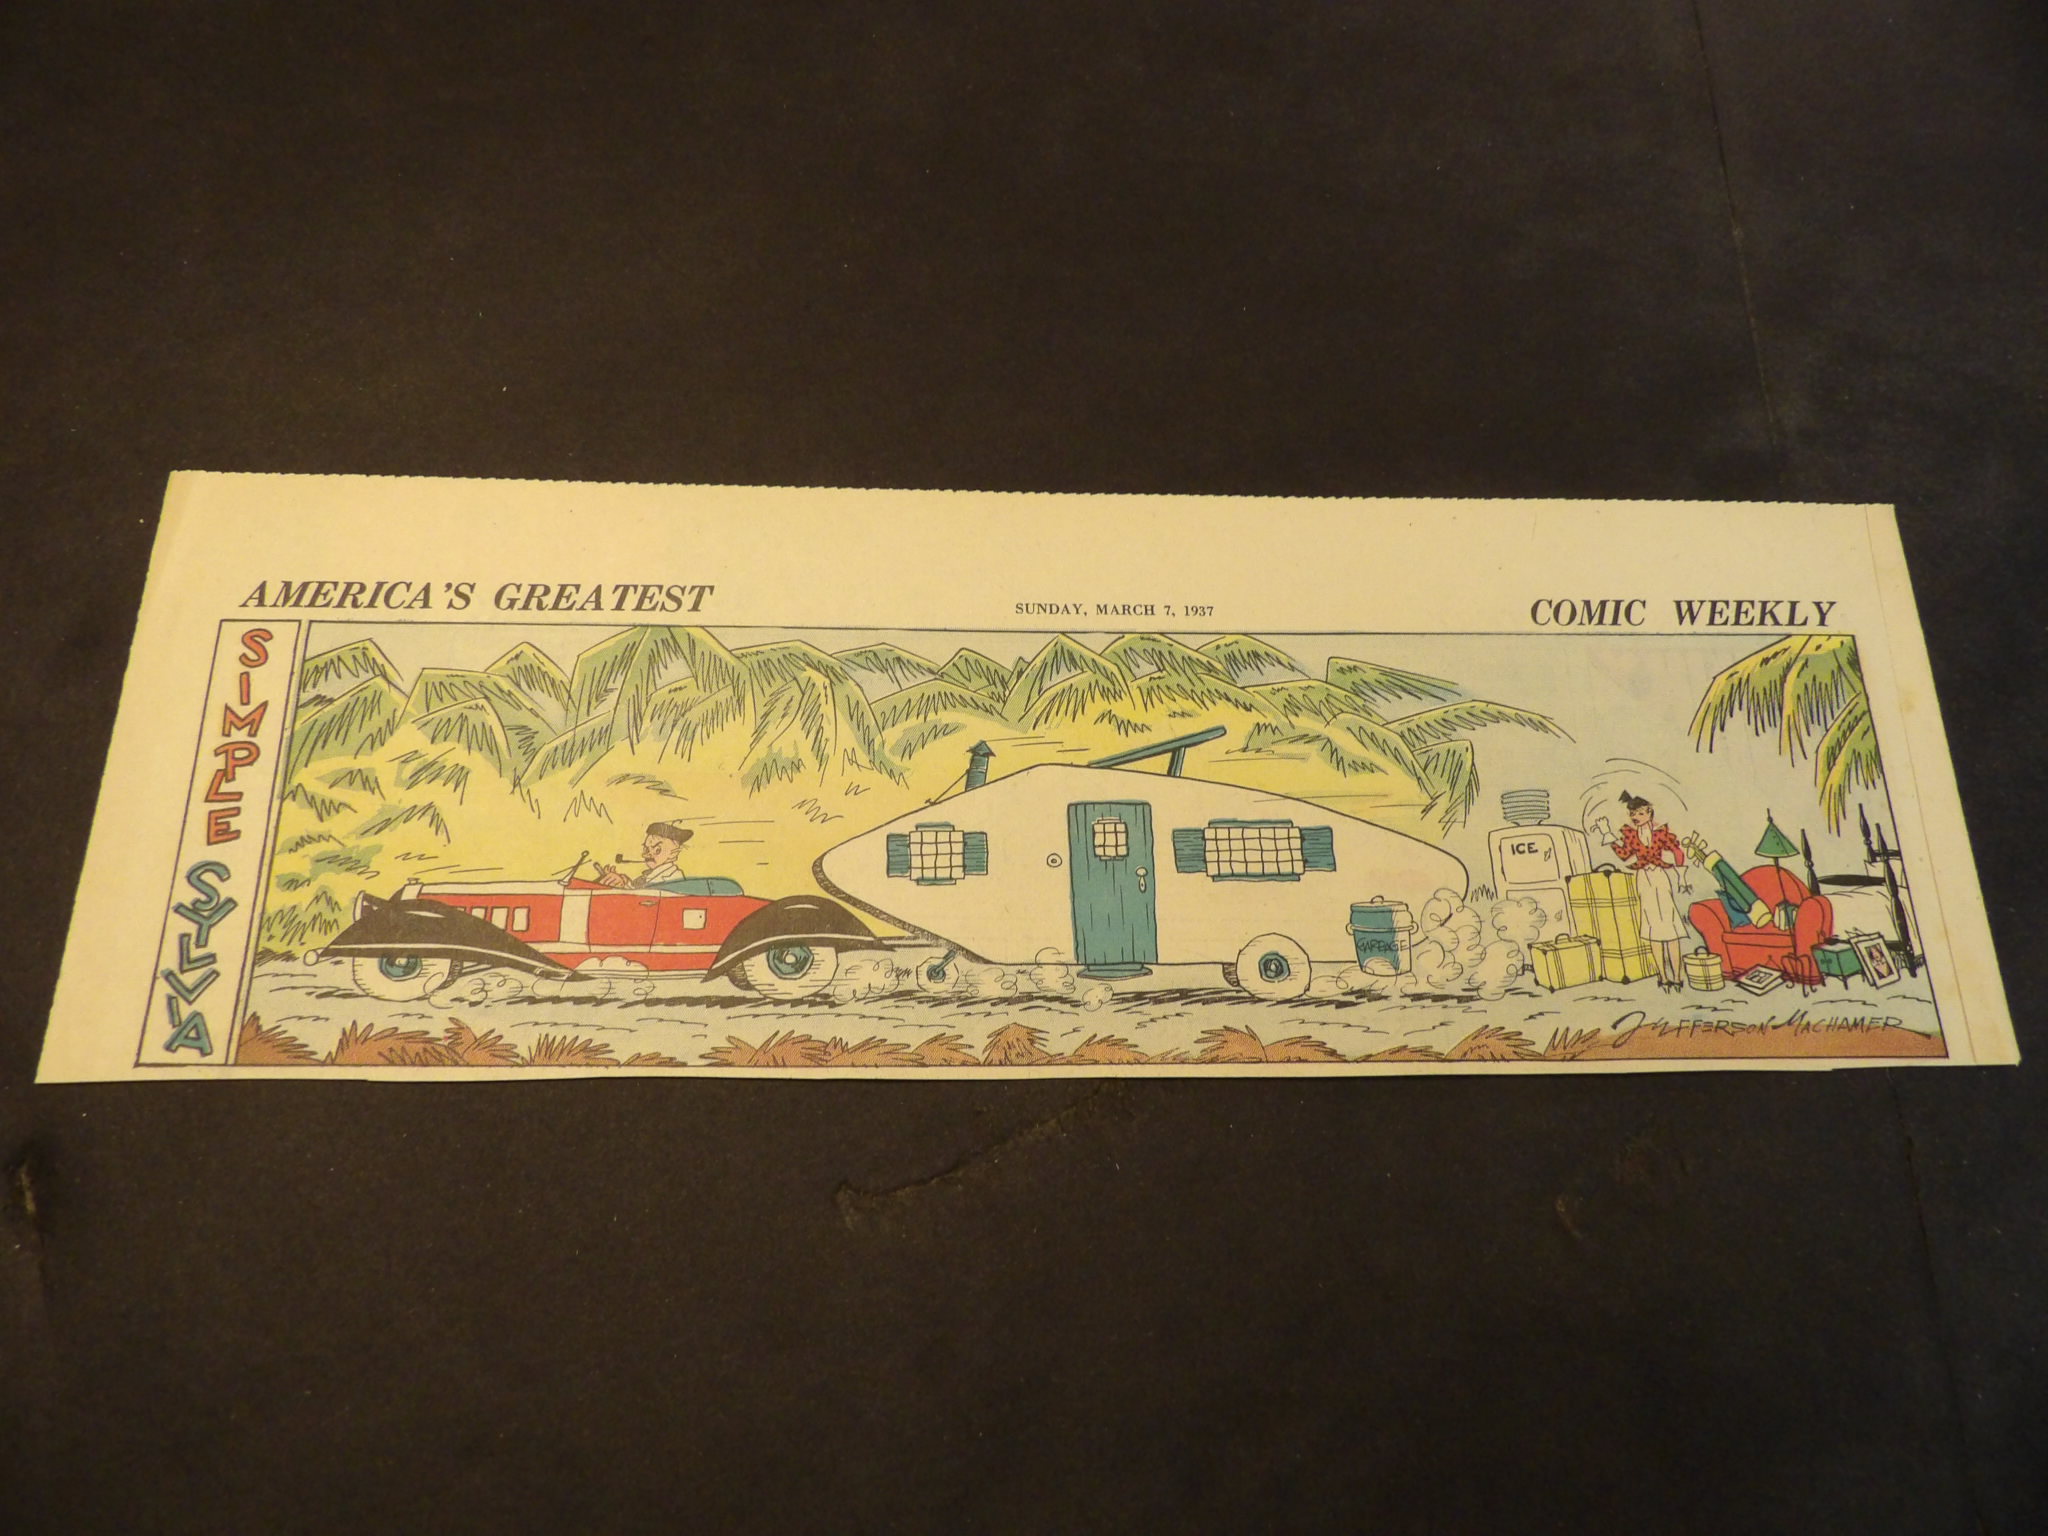 AMERICA'S GREATEST
SUNDAY, MARCH 7, 1937
COMIC WEEKLY
SIMPLE SYLVIA
ICE
GARBAGE
JEFFERSON MACHAMER